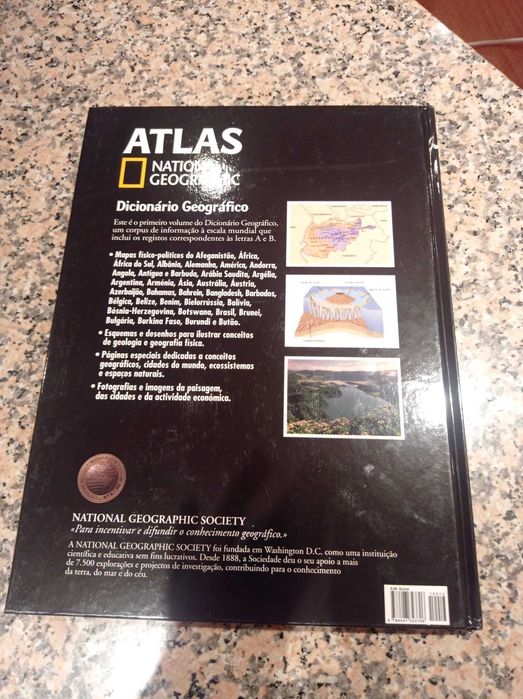 ATLAS
NATIONAL
GEOGRAPHIC
Dicionário Geográfico
Este é o primeiro volume do Dicionário Geográfico,
um corpus de informação à escala mundial que
inclui os registos correspondentes às letras A e B.
• Mapas físico-políticos do Afeganistão, África,
África do Sul, Albânia, Alemanha, América, Andorra,
Angola, Antígua e Barbuda, Arábia Saudita, Argélia,
Argentina, Arménia, Ásia, Austrália, Áustria,
Azerbaijão, Bahamas, Bahrein, Bangladesh, Barbados,
Bélgica, Belize, Benim, Bielorrússia, Bolívia,
Bósnia-Herzegovina, Botswana, Brasil, Brunei,
Bulgária, Burkina Faso, Burundi e Butão.
• Esquemas e desenhos para ilustrar conceitos
de geologia e geografia física.
• Páginas especiais dedicadas a conceitos
geográficos, cidades do mundo, ecossistemas
e espaços naturais.
• Fotografias e imagens da paisagem,
das cidades e da actividade económica.
NATIONAL GEOGRAPHIC SOCIETY
«Para incentivar e difundir o conhecimento geográfico.»
A NATIONAL GEOGRAPHIC SOCIETY foi fundada em Washington D.C. como uma instituição
científica e educativa sem fins lucrativos. Desde 1888, a Sociedade deu o seu apoio a mais
de 7.500 explorações e projectos de investigação, contribuindo para o conhecimento
da terra, do mar e do céu.